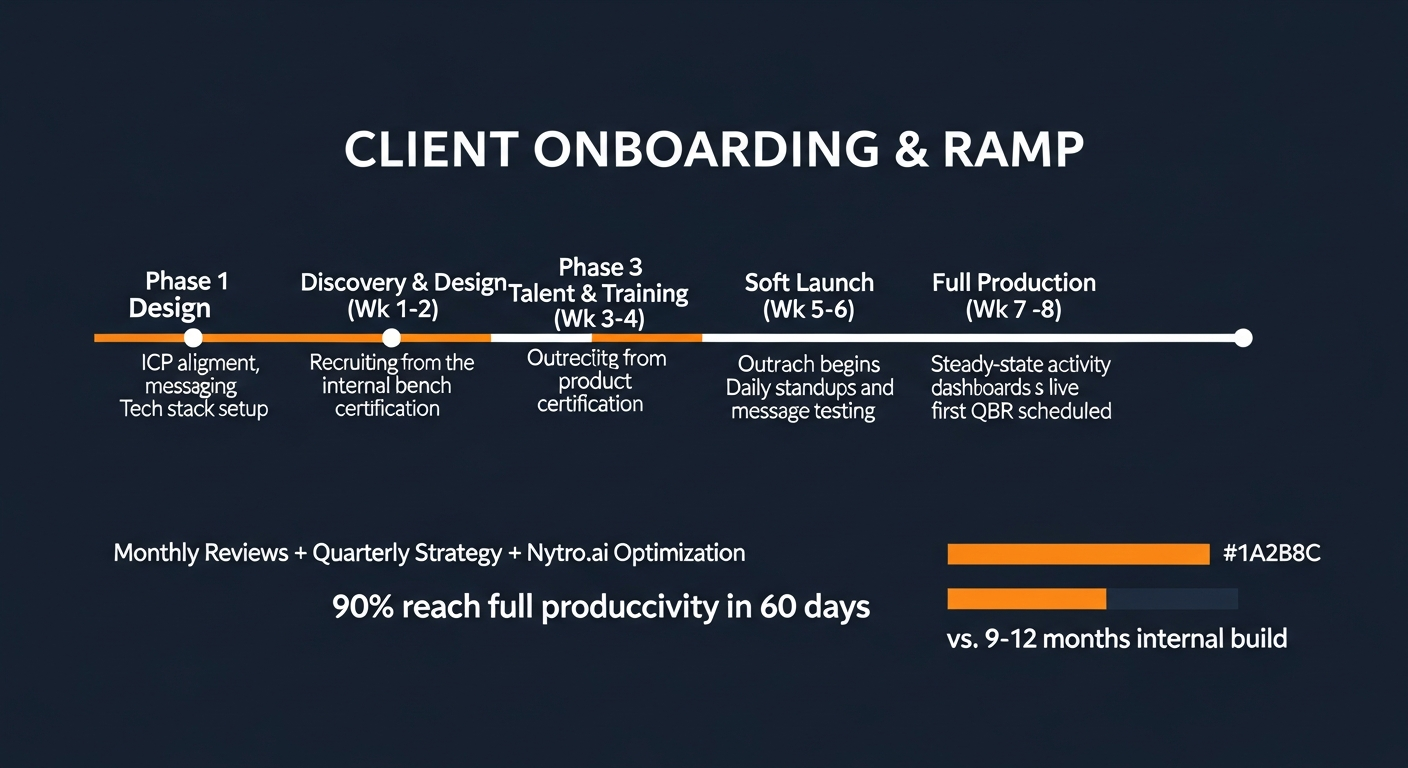 CLIENT ONBOARDING & RAMP
Phase 1
Design
ICP aligment,
messaging
Tech stack setup
Discovery & Design
(Wk 1-2)
Recruiting from the
internal bench
certification
Phase 3
Talent & Training
(Wk 3-4)
Outrecƭitg from
product
certification
Soft Launch
(Wk 5-6)
Outrach begins
Daily standups and
message testing
Full Production
(Wk 7 -8)
Steady-state activity
dashboards s live
first QBR scheduled
Monthly Reviews + Quarterly Strategy + Nytro.ai Optimization
90% reach full produccivity in 60 days
#1A2B8C
vs. 9-12 months internal build